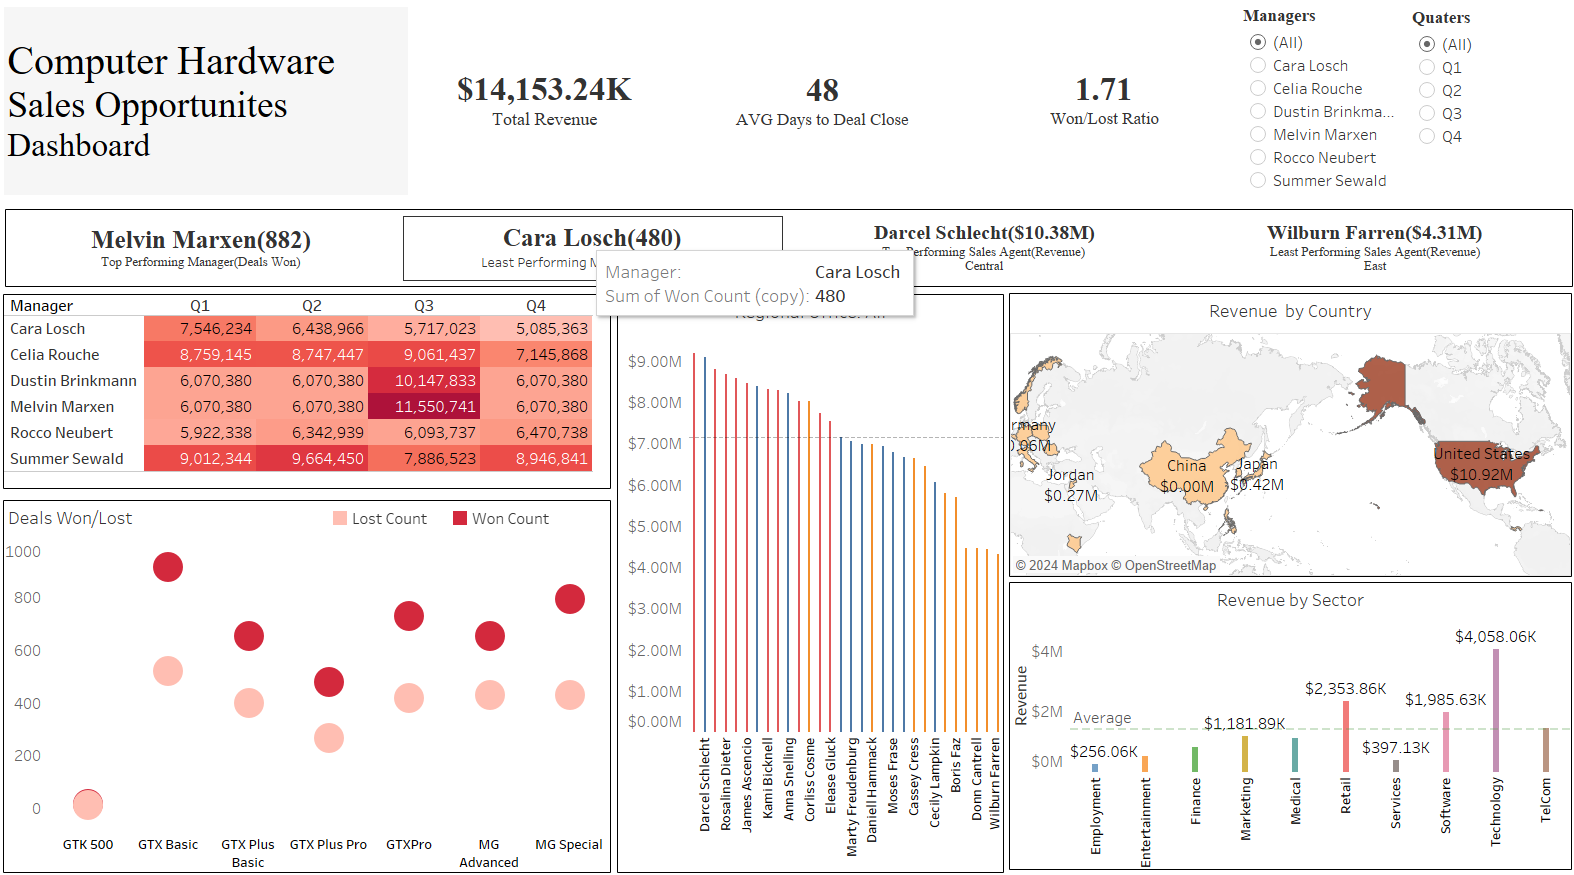 Computer Hardware
Sales Opportunites
Dashboard
$14,153.24K
Total Revenue
48
AVG Days to Deal Close
1.71
Won/Lost Ratio
Managers
(All)
Cara Losch
Celia Rouche
Dustin Brinkma...
Melvin Marxen
Rocco Neubert
Summer Sewald
Quaters
(All)
Q1
Q2
Q3
Q4
Melvin Marxen(882)
Top Performing Manager(Deals Won)
Cara Losch(480)
Least Performing M
Darcel Schlecht($10.38M)
Top Performing Sales Agent(Revenue)
Central
Wilburn Farren($4.31M)
Least Performing Sales Agent(Revenue)
East
Manager: Cara Losch
Sum of Won Count (copy): 480
Manager Q1 Q2 Q3 Q4
Cara Losch 7,546,234 6,438,966 5,717,023 5,085,363
Celia Rouche 8,759,145 8,747,447 9,061,437 7,145,868
Dustin Brinkmann 6,070,380 6,070,380 10,147,833 6,070,380
Melvin Marxen 6,070,380 6,070,380 11,550,741 6,070,380
Rocco Neubert 5,922,338 6,342,939 6,093,737 6,470,738
Summer Sewald 9,012,344 9,664,450 7,886,523 8,946,841
Deals Won/Lost
Lost Count
Won Count
1000
800
600
400
200
0
GTK 500
GTX Basic
GTX Plus
Basic
GTX Plus Pro
GTXPro
MG
Advanced
MG Special
Regional Office: All
$9.00M
$8.00M
$7.00M
$6.00M
$5.00M
$4.00M
$3.00M
$2.00M
$1.00M
$0.00M
Darcel Schlecht
Rosalina Dieter
James Ascencio
Kami Bicknell
Anna Snelling
Corliss Cosme
Elease Gluck
Marty Freudenburg
Daniell Hammack
Moses Frase
Cassey Cress
Cecily Lampkin
Boris Faz
Donn Cantrell
Wilburn Farren
Revenue by Country
rmany
0.06M
Jordan
$0.27M
China
$0.00M
Japan
$0.42M
United States
$10.92M
© 2024 Mapbox © OpenStreetMap
Revenue by Sector
Revenue
$4M
$2M
$0M
Average
$256.06K
$1,181.89K
$2,353.86K
$397.13K
$1,985.63K
$4,058.06K
Employment
Entertainment
Finance
Marketing
Medical
Retail
Services
Software
Technology
TelCom